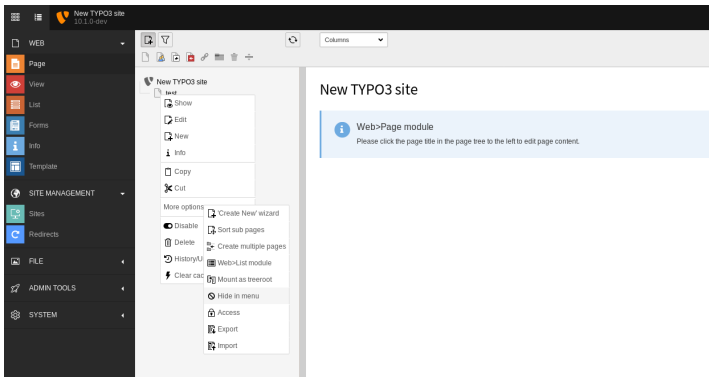 New TYPO3 site
10.1.0-dev
WEB
Page
View
List
Forms
Info
Template
SITE MANAGEMENT
Sites
Redirects
FILE
ADMIN TOOLS
SYSTEM
Columns
New TYPO3 site
test
Show
Edit
New
Info
Copy
Cut
More options
Disable
Delete
History/U
Clear cac
'Create New' wizard
Sort sub pages
Create multiple pages
Web>List module
Mount as treeroot
Hide in menu
Access
Export
Import
New TYPO3 site
Web>Page module
Please click the page title in the page tree to the left to edit page content.